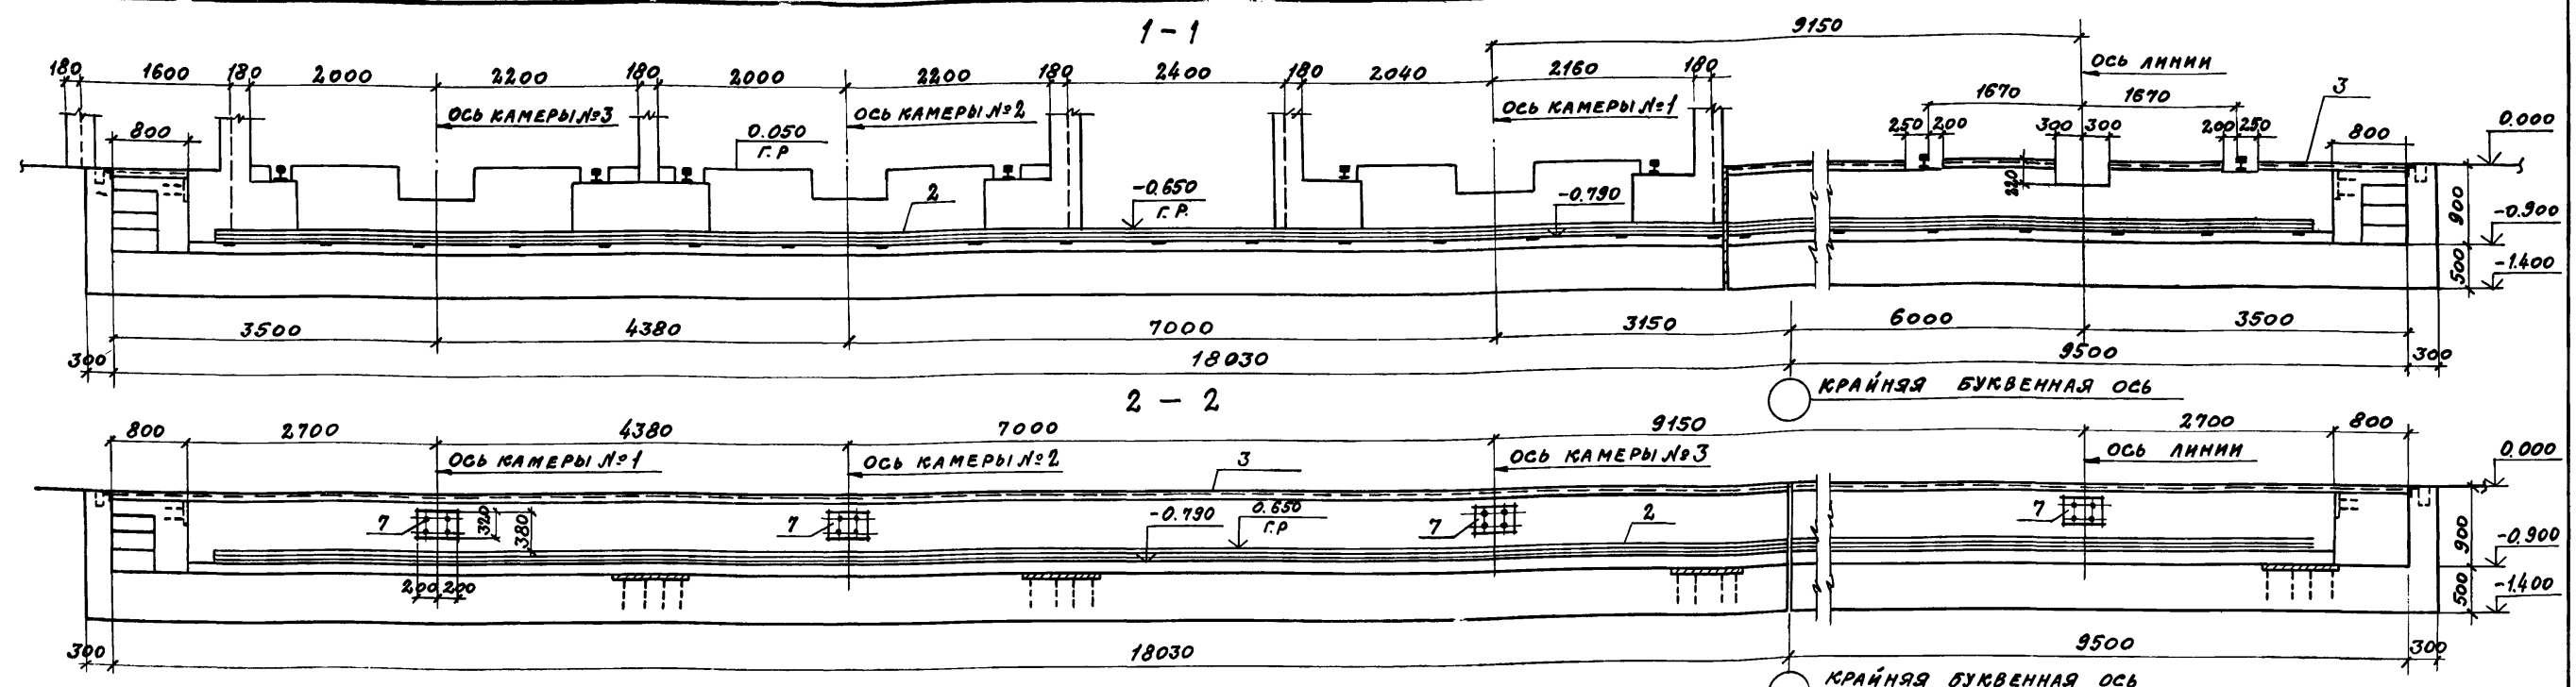 1 - 1
9150
180 1600 180 2000 2200 180 2000 2200 180 2400 180 2040 2160 180
ОСЬ ЛИНИИ
1670 1670 3
ОСЬ КАМЕРЫ №3 ОСЬ КАМЕРЫ №2 ОСЬ КАМЕРЫ №1
800 0.050 250 200 300 300 200 250 800 0.000
Г.Р
220
2 -0.650 -0.790 900 -0.900
Г.Р.
500 -1.400
3500 4380 7000 3150 6000 3500
300 18030 9500 300
КРАЙНЯЯ БУКВЕННАЯ ОСЬ
2 - 2
800 2700 4380 7000 9150 2700 800
ОСЬ КАМЕРЫ №1 ОСЬ КАМЕРЫ №2 3 ОСЬ КАМЕРЫ №3 ОСЬ ЛИНИИ 0.000
7 320 380 7 -0.790 0.650 7 2 7
Г.Р
900 -0.900
200 200 500 -1.400
300 18030 9500 300
КРАЙНЯЯ БУКВЕННАЯ ОСЬ